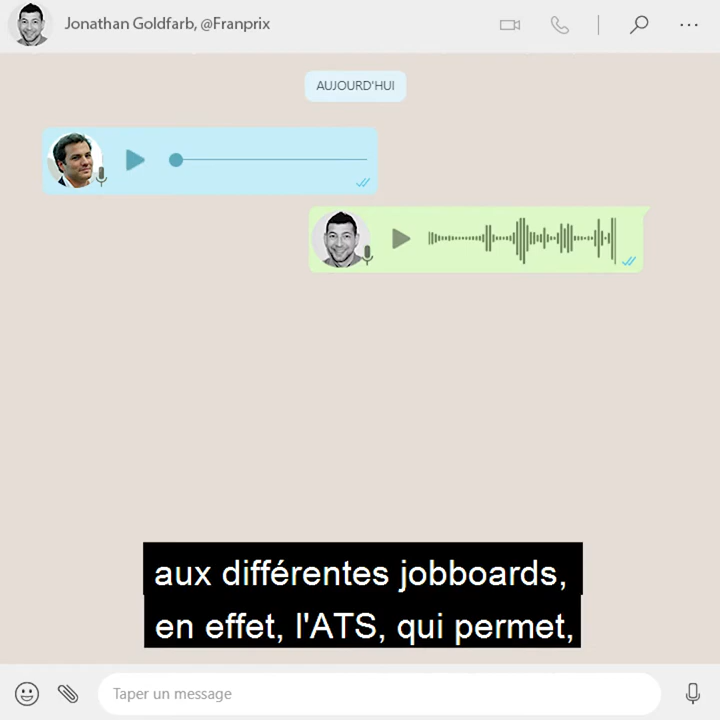 Jonathan Goldfarb, @Franprix
AUJOURD'HUI
aux différentes jobboards,
en effet, l'ATS, qui permet,
Taper un message